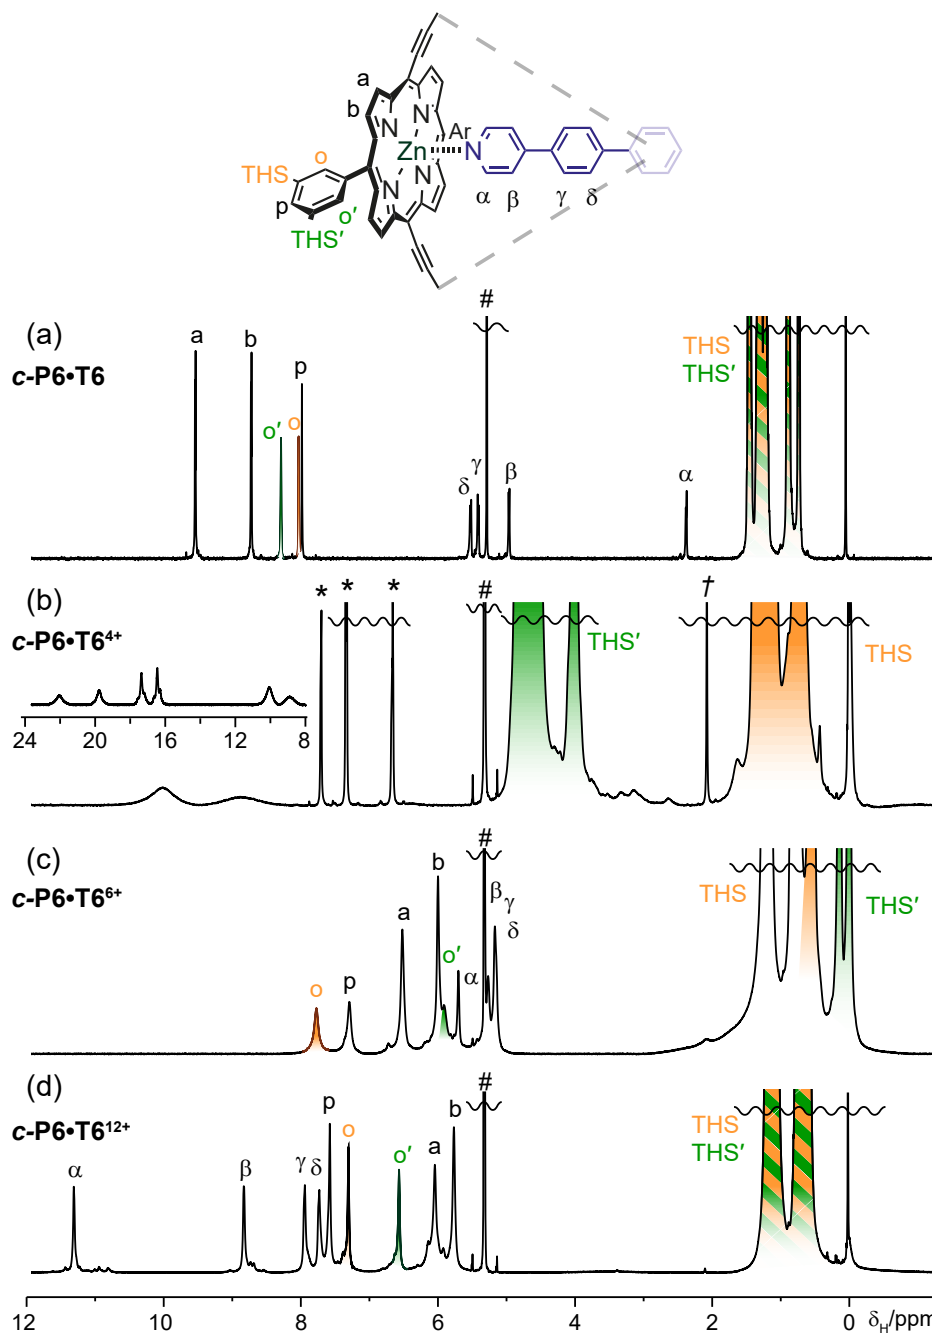 a
b
N
N
Ar
Zn
N
N
N
THS
o
p
o′
THS′
α
β
γ
δ
(a)
c-P6•T6
a
b
o′
o
p
δ
γ
#
β
α
THS
THS′
(b)
c-P6•T6⁴⁺
*
*
*
#
THS′
†
THS
24
20
16
12
8
(c)
c-P6•T6⁶⁺
o
p
a
b
o′
α
#
β
γ
δ
THS
THS′
(d)
c-P6•T6¹²⁺
α
β
γ
δ
p
o
o′
a
b
#
THS
THS′
12
10
8
6
4
2
0
δH/ppm